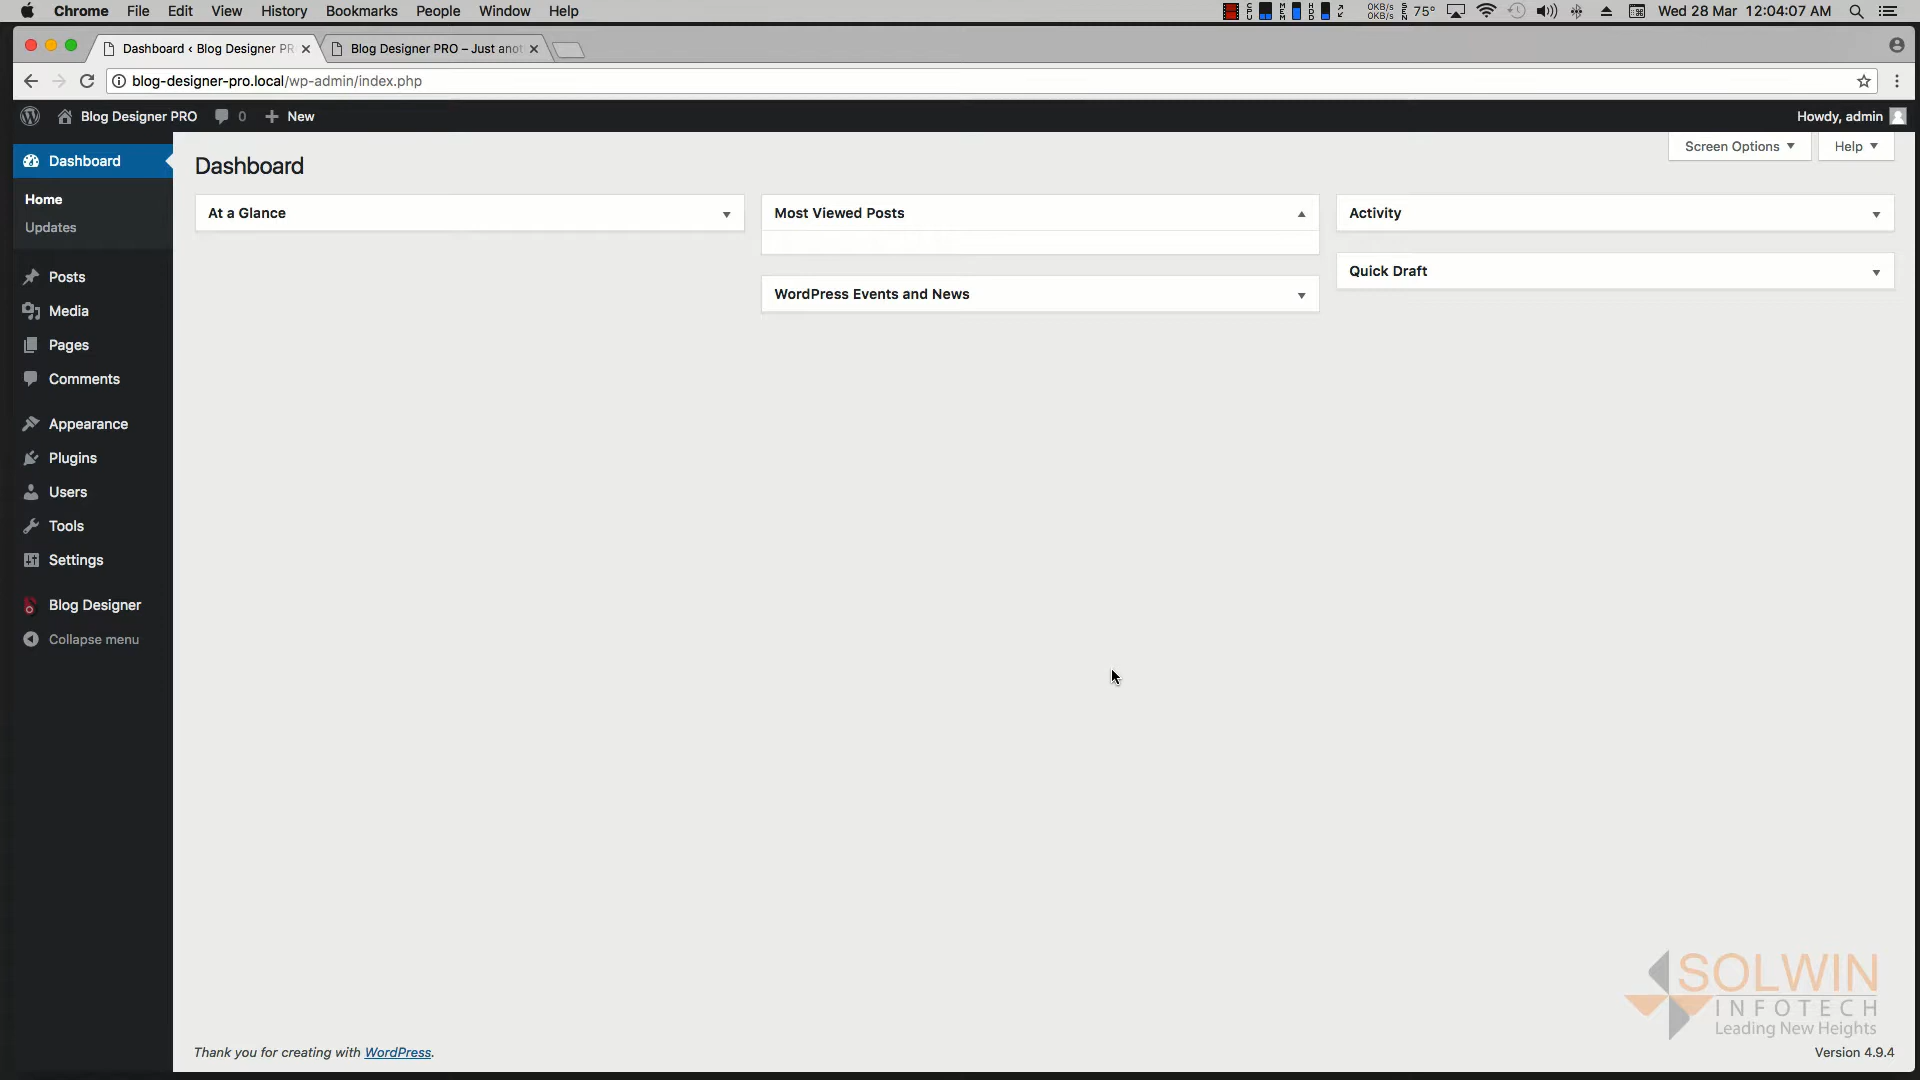 Chrome File Edit View History Bookmarks People Window Help 0KB/s 0KB/s 75° Wed 28 Mar 12:04:07 AM
Dashboard ‹ Blog Designer PR Blog Designer PRO – Just anot
blog-designer-pro.local/wp-admin/index.php
Blog Designer PRO 0 New Howdy, admin
Dashboard
Home
Updates
Posts
Media
Pages
Comments
Appearance
Plugins
Users
Tools
Settings
Blog Designer
Collapse menu
Screen Options Help
Dashboard
At a Glance
Most Viewed Posts
WordPress Events and News
Activity
Quick Draft
SOLWIN
INFOTECH
Leading New Heights
Thank you for creating with WordPress.
Version 4.9.4